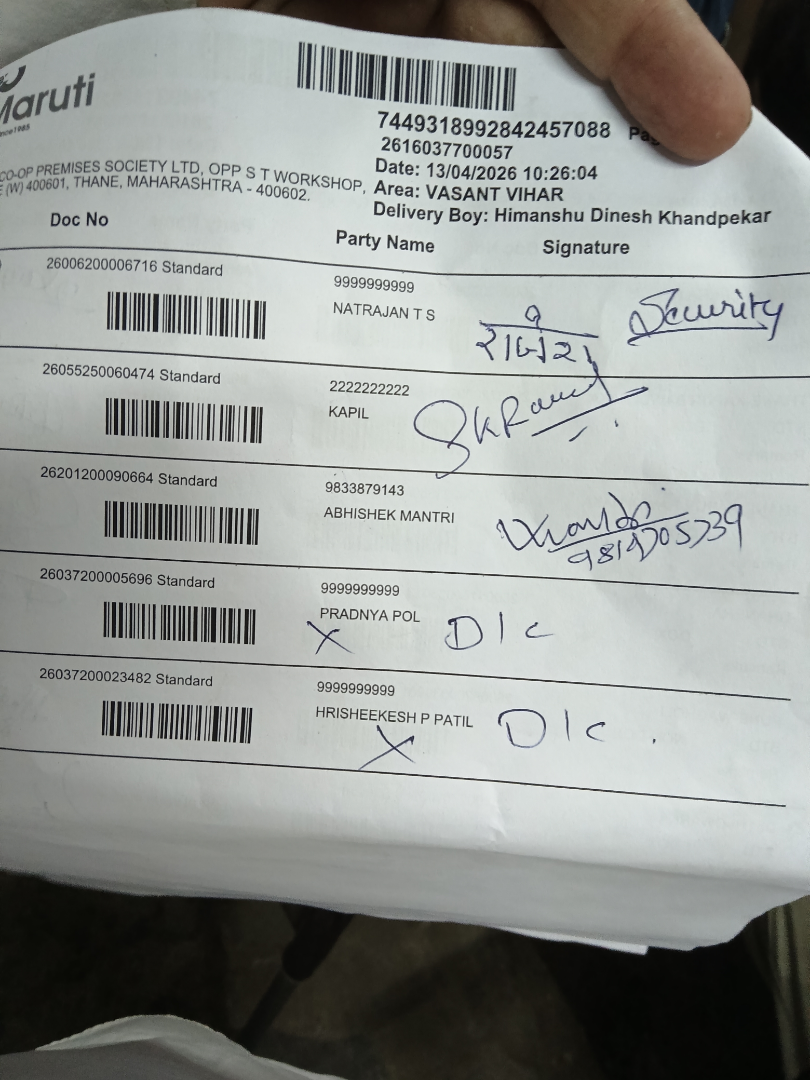 Maruti
since 1985
7449318992842457088
2616037700057
CO-OP PREMISES SOCIETY LTD, OPP S T WORKSHOP,
(W) 400601, THANE, MAHARASHTRA - 400602.
Date: 13/04/2026 10:26:04
Area: VASANT VIHAR
Delivery Boy: Himanshu Dinesh Khandpekar
Doc No Party Name Signature
26006200006716 Standard 9999999999
NATRAJAN T S Security
26055250060474 Standard 2222222222
KAPIL
26201200090664 Standard 9833879143
ABHISHEK MANTRI
26037200005696 Standard 9999999999
PRADNYA POL
X D/c
26037200023482 Standard 9999999999
HRISHEEKESH P PATIL D/c
X